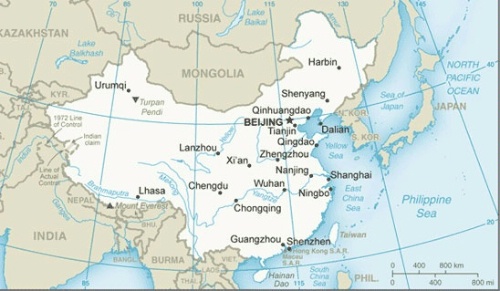 RUSSIA
KAZAKHSTAN
Lake
Balkhash
Lake
Baikal
MONGOLIA
Harbin
Urumqi
Turpan
Pendi
KYR.
Shenyang
Sea of
Japan
NORTH
PACIFIC
OCEAN
Qinhuangdao
BEIJING
Tianjin
Dalian
S. KOR.
JAPAN
1972 Line
of Control
Indian
claim
Lanzhou
Qingdao
Yellow
Sea
Zhengzhou
Xi'an
Line of
Actual
Control
Nanjing
Shanghai
Chengdu
Wuhan
Lhasa
Brahmaputra
Ningbo
East
China
Sea
NEPAL
Mount Everest
Chongqing
Philippine
Sea
Guangzhou
Shenzhen
Taiwan
Hong Kong S.A.R.
Macau
S.A.R.
INDIA
BANGL.
BURMA
LAOS
Hainan
Dao
South
China
Sea
PHIL.
0
400
800 km
0
400
800 mi